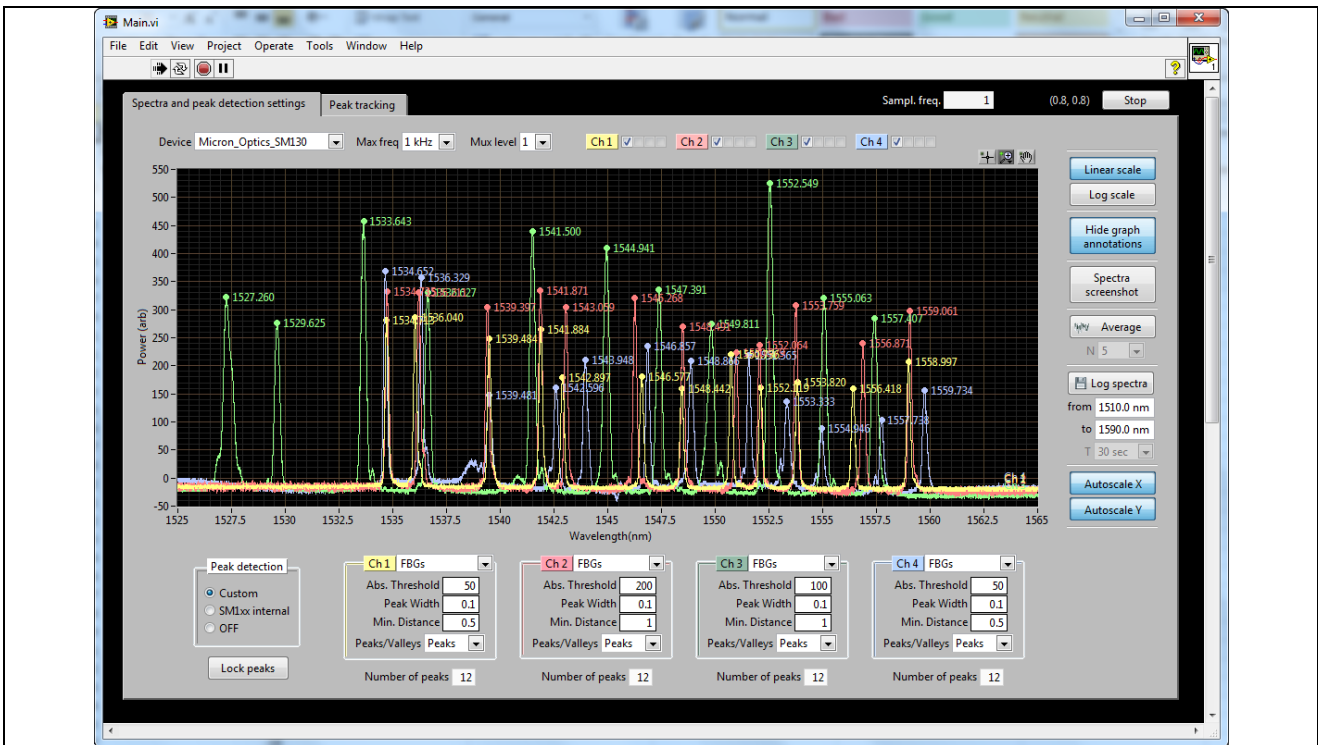 Main.vi
File Edit View Project Operate Tools Window Help
1
Spectra and peak detection settings Peak tracking Sampl. freq. 1 (0.8, 0.8) Stop
Device Micron_Optics_SM130 Max freq 1 kHz Mux level 1 Ch 1 Ch 2 Ch 3 Ch 4
Linear scale
Log scale
Hide graph
annotations
Spectra
screenshot
Average
N 5
Log spectra
from 1510.0 nm
to 1590.0 nm
T 30 sec
Autoscale X
Autoscale Y
Power (arb)
550
500
450
400
350
300
250
200
150
100
50
0
-50
1552.549
1533.643
1541.500
1544.941
1534.652
1536.329
1547.391
1541.871
1527.260
1546.268
1555.063
1539.397
1543.059
1553.759
1559.061
1529.625
1536.040
1549.811
1557.407
1541.884
1539.484
1546.857
1552.064
1556.871
1543.948
1548.866
1558.997
1542.897
1546.577
1553.820
1542.596
1548.442
1556.418
1559.734
1539.481
1553.333
1557.738
1554.946
Ch 1
1525 1527.5 1530 1532.5 1535 1537.5 1540 1542.5 1545 1547.5 1550 1552.5 1555 1557.5 1560 1562.5 1565
Wavelength(nm)
Peak detection
Custom
SM1xx internal
OFF
Lock peaks
Ch 1 FBGs
Abs. Threshold 50
Peak Width 0.1
Min. Distance 0.5
Peaks/Valleys Peaks
Number of peaks 12
Ch 2 FBGs
Abs. Threshold 200
Peak Width 0.1
Min. Distance 1
Peaks/Valleys Peaks
Number of peaks 12
Ch 3 FBGs
Abs. Threshold 100
Peak Width 0.1
Min. Distance 1
Peaks/Valleys Peaks
Number of peaks 12
Ch 4 FBGs
Abs. Threshold 50
Peak Width 0.1
Min. Distance 0.5
Peaks/Valleys Peaks
Number of peaks 12